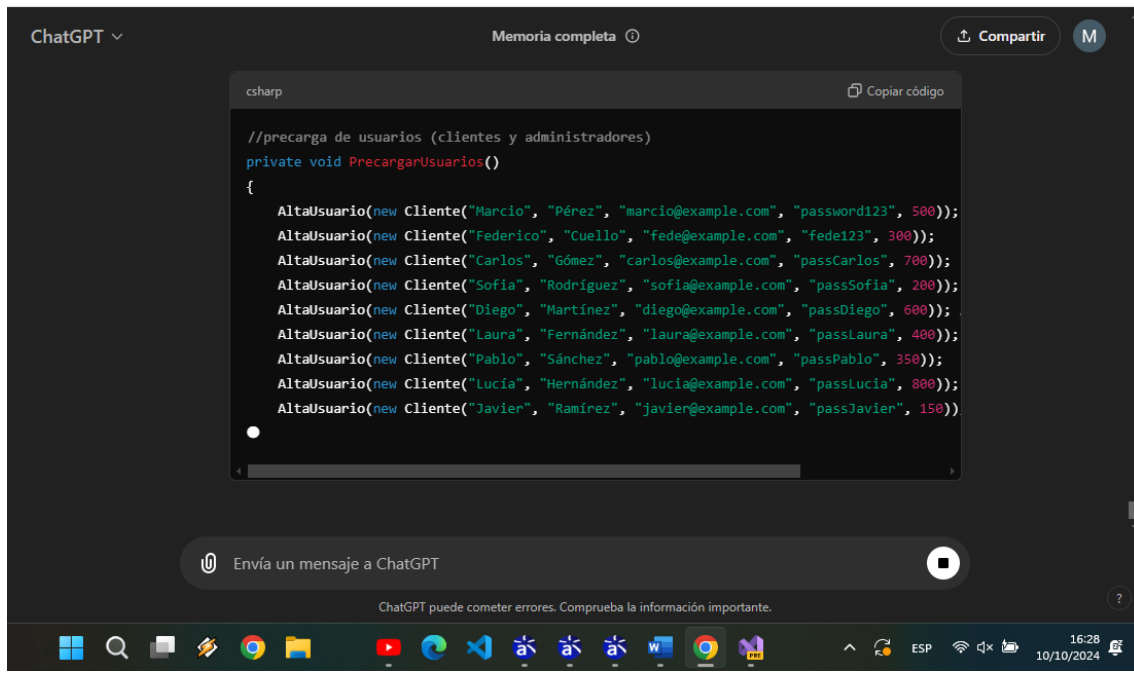 ChatGPT
Memoria completa
Compartir
M
csharp
Copiar código
//precarga de usuarios (clientes y administradores)
private void PrecargarUsuarios()
{
AltaUsuario(new Cliente("Marcio", "Pérez", "marcio@example.com", "password123", 500));
AltaUsuario(new Cliente("Federico", "Cuello", "fede@example.com", "fede123", 300));
AltaUsuario(new Cliente("Carlos", "Gómez", "carlos@example.com", "passCarlos", 700));
AltaUsuario(new Cliente("Sofia", "Rodríguez", "sofia@example.com", "passSofia", 200));
AltaUsuario(new Cliente("Diego", "Martínez", "diego@example.com", "passDiego", 600));
AltaUsuario(new Cliente("Laura", "Fernández", "laura@example.com", "passLaura", 400));
AltaUsuario(new Cliente("Pablo", "Sánchez", "pablo@example.com", "passPablo", 350));
AltaUsuario(new Cliente("Lucía", "Hernández", "lucia@example.com", "passLucia", 800));
AltaUsuario(new Cliente("Javier", "Ramírez", "javier@example.com", "passJavier", 150))
Envía un mensaje a ChatGPT
ChatGPT puede cometer errores. Comprueba la información importante.
?
PRE
ESP
16:28
10/10/2024